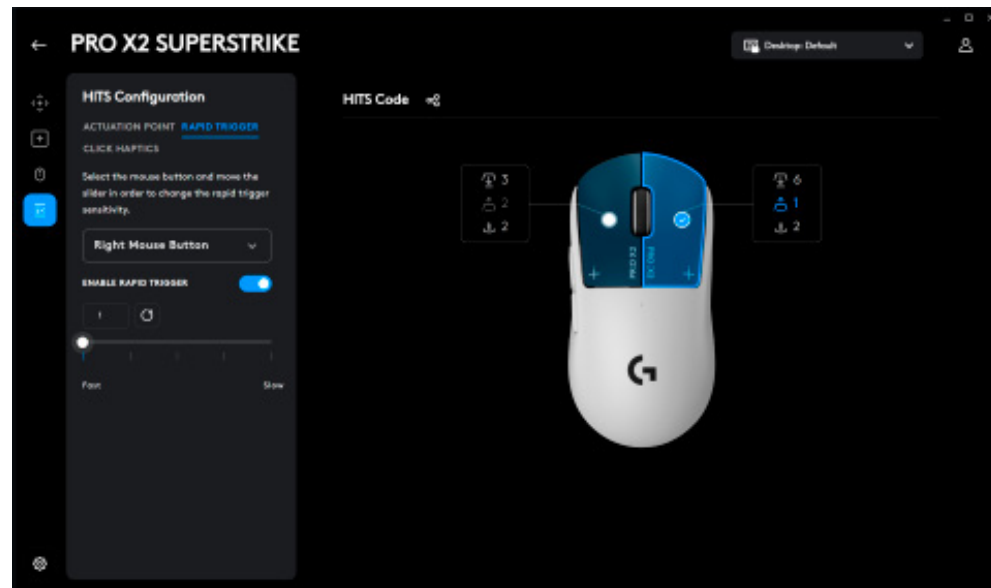 PRO X2 SUPERSTRIKE
Desktop: Default
HITS Configuration
ACTUATION POINT RAPID TRIGGER
CLICK HAPTICS
Select the mouse button and move the
slider in order to change the rapid trigger
sensitivity.
Right Mouse Button
ENABLE RAPID TRIGGER
1
Fast Slow
HITS Code
3
2
2
6
1
2
PRO X2
PRO X2
G